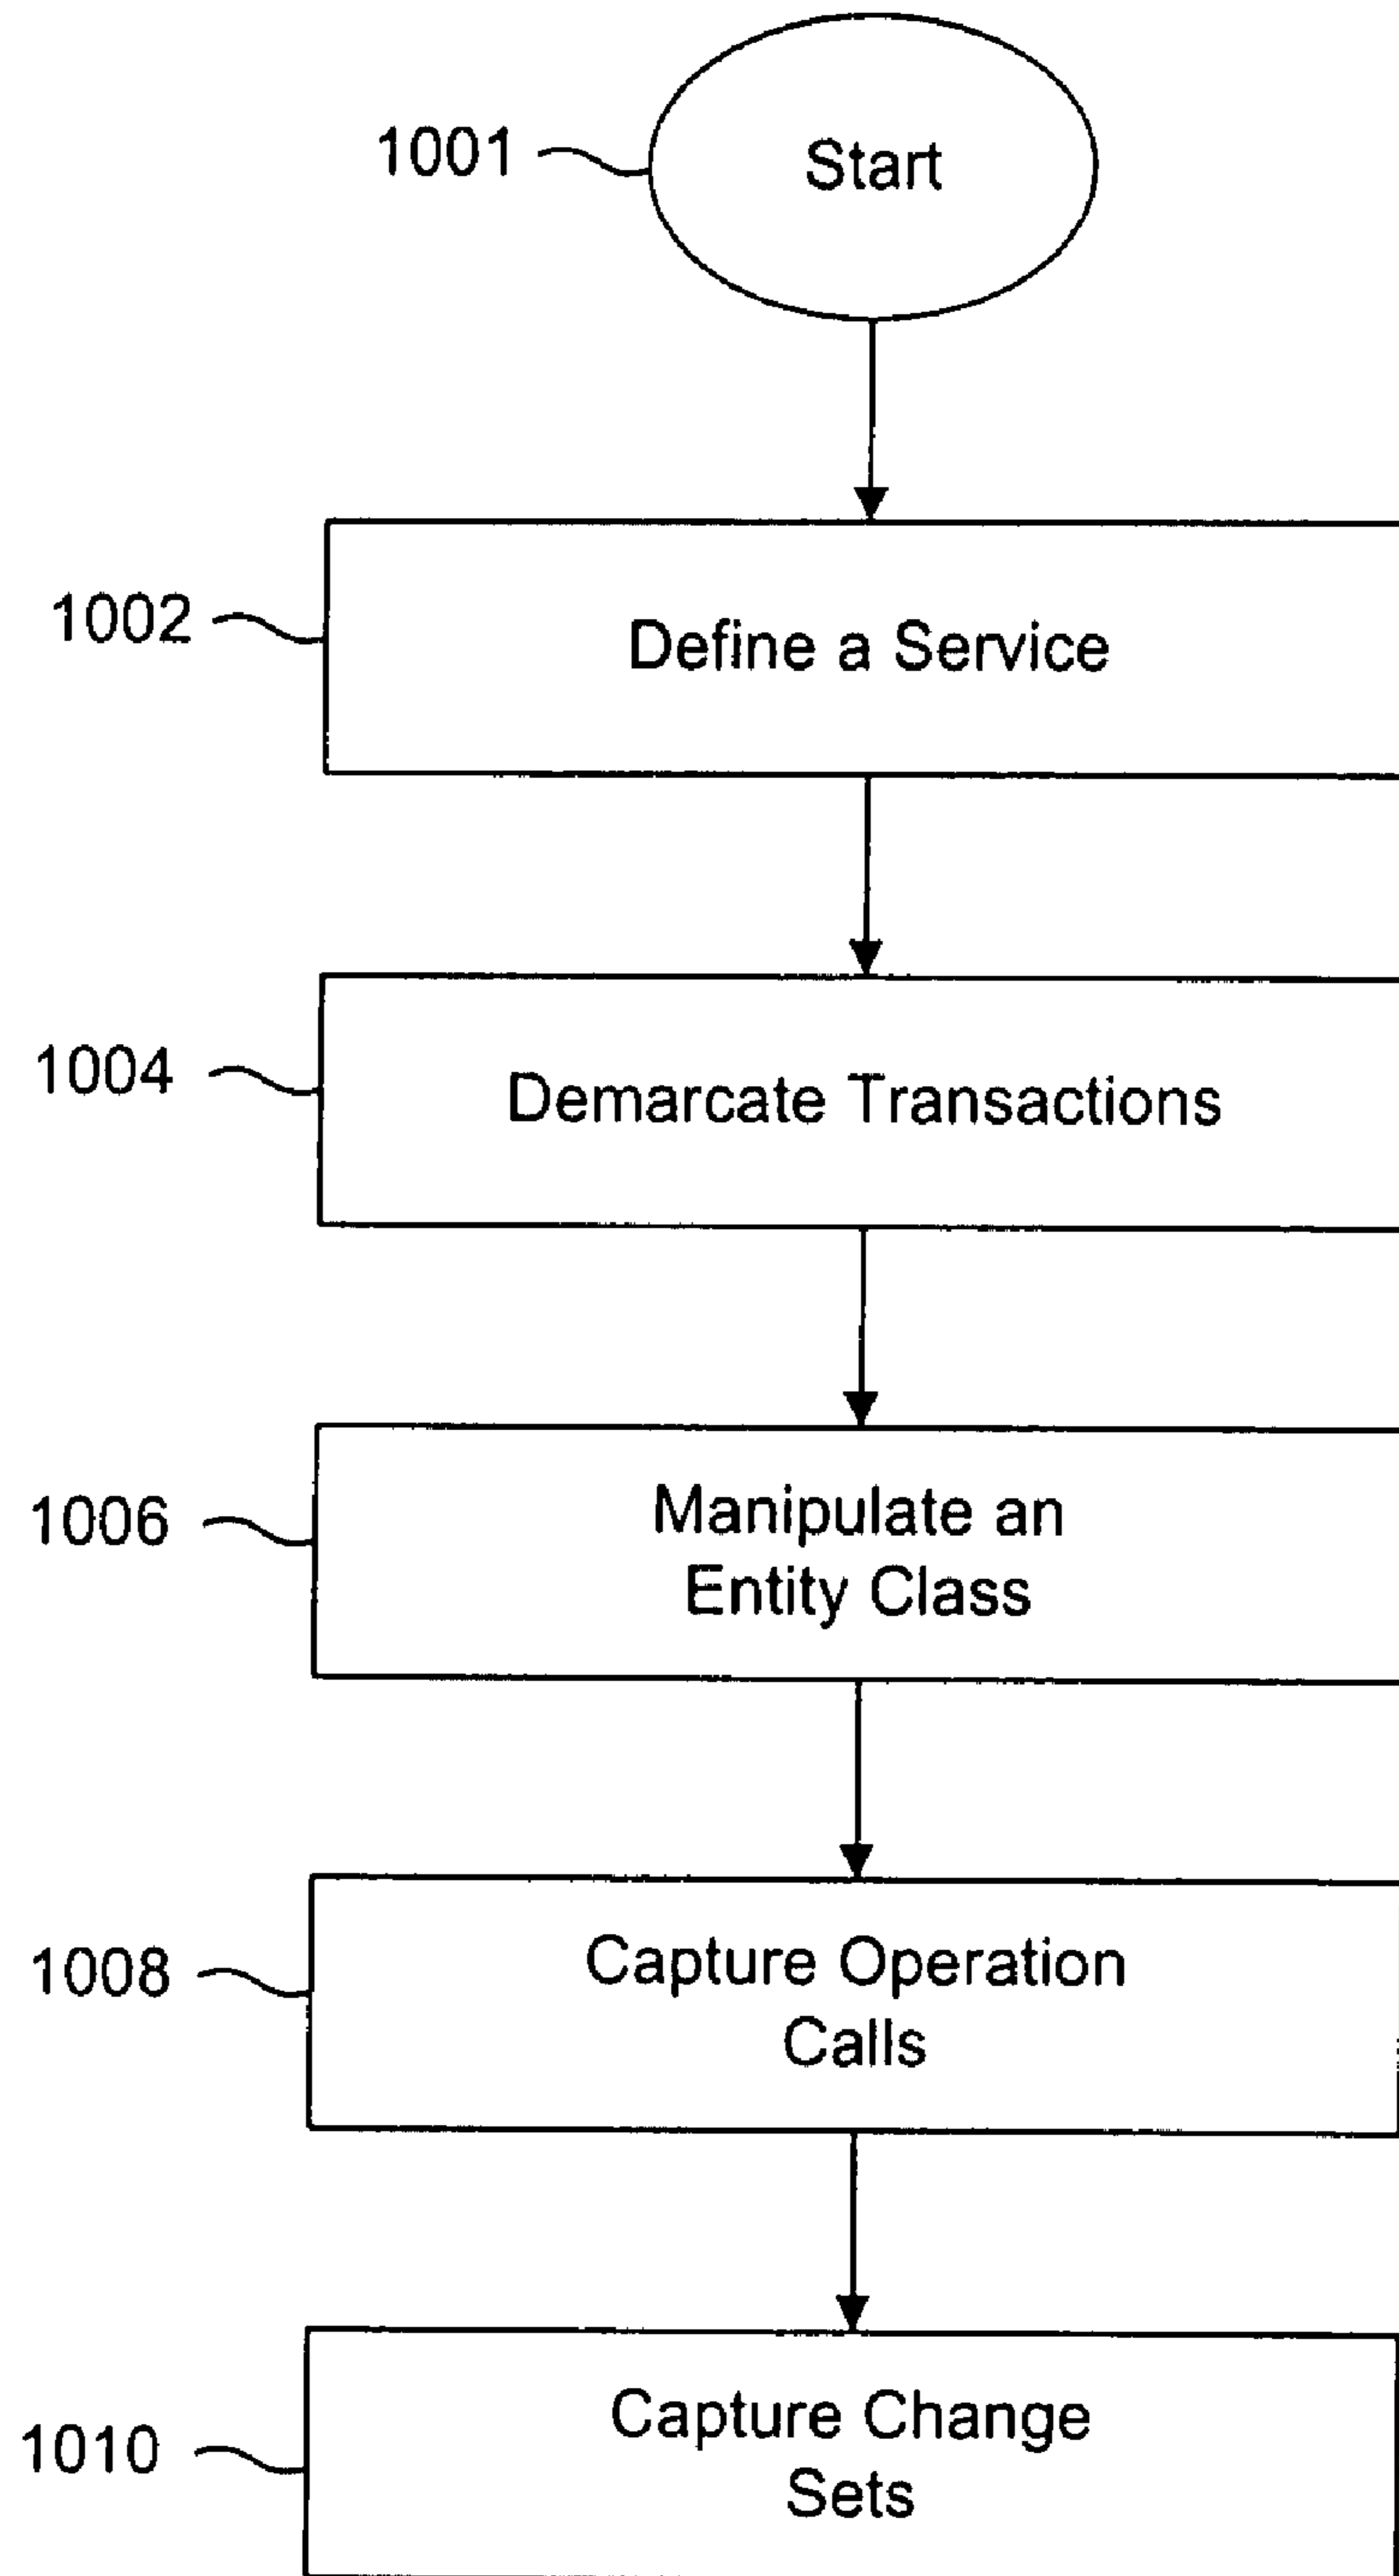 1001
Start
1002
Define a Service
1004
Demarcate Transactions
1006
Manipulate an
Entity Class
1008
Capture Operation
Calls
1010
Capture Change
Sets